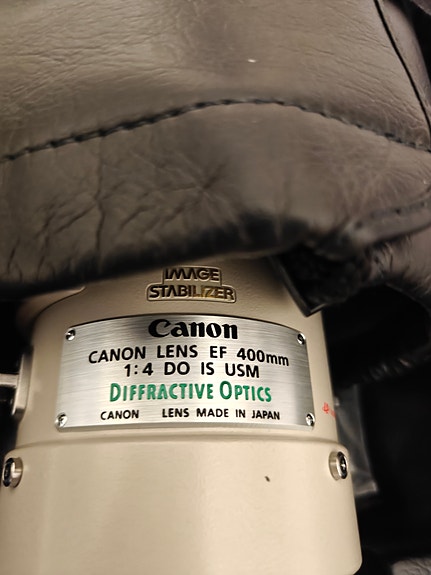 IMAGE
STABILIZER
Canon
CANON LENS EF 400mm
1:4 DO IS USM
DIFFRACTIVE OPTICS
CANON LENS MADE IN JAPAN